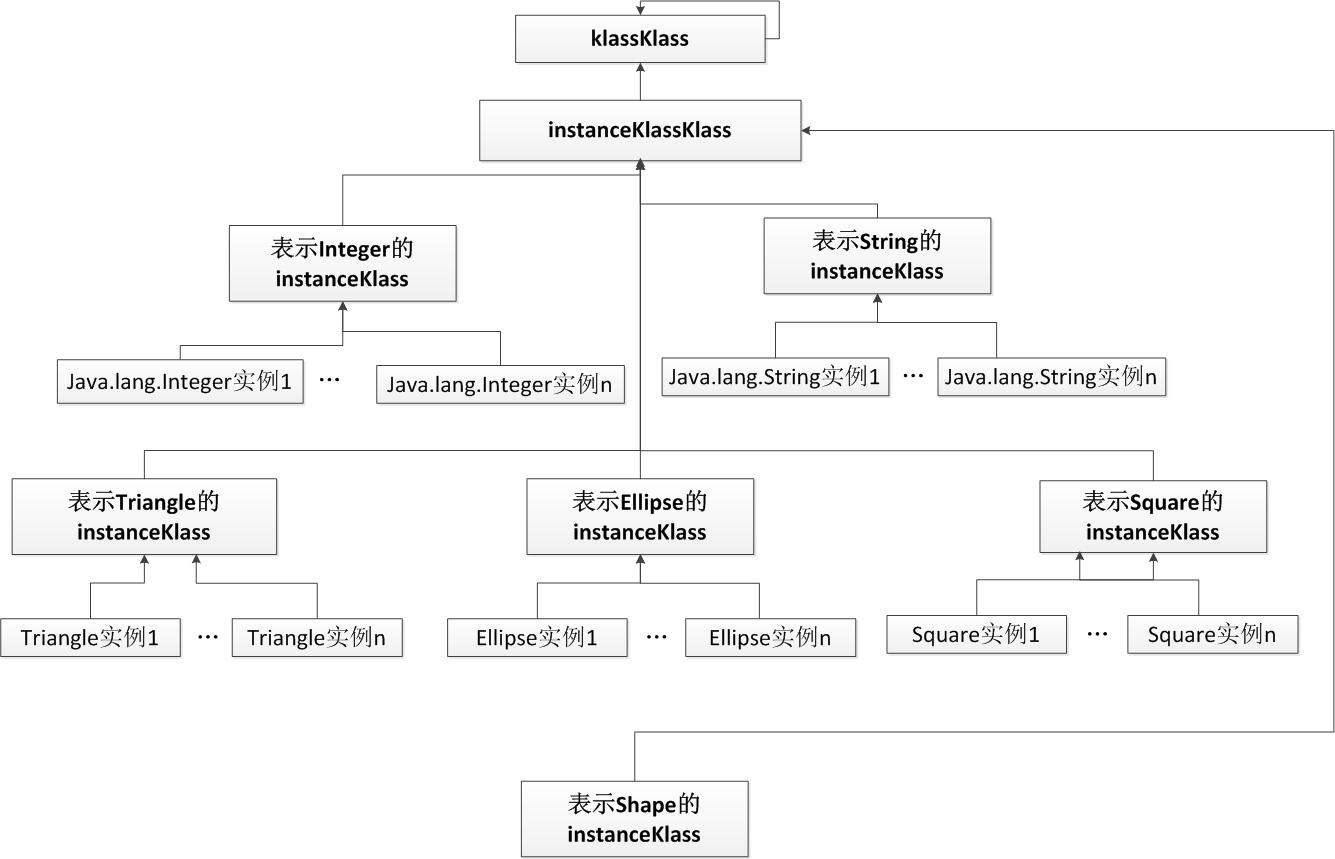 klassKlass
instanceKlassKlass
表示Integer的
instanceKlass
表示String的
instanceKlass
Java.lang.Integer实例1
...
Java.lang.Integer实例n
Java.lang.String实例1
...
Java.lang.String实例n
表示Triangle的
instanceKlass
表示Ellipse的
instanceKlass
表示Square的
instanceKlass
Triangle实例1
...
Triangle实例n
Ellipse实例1
...
Ellipse实例n
Square实例1
...
Square实例n
表示Shape的
instanceKlass